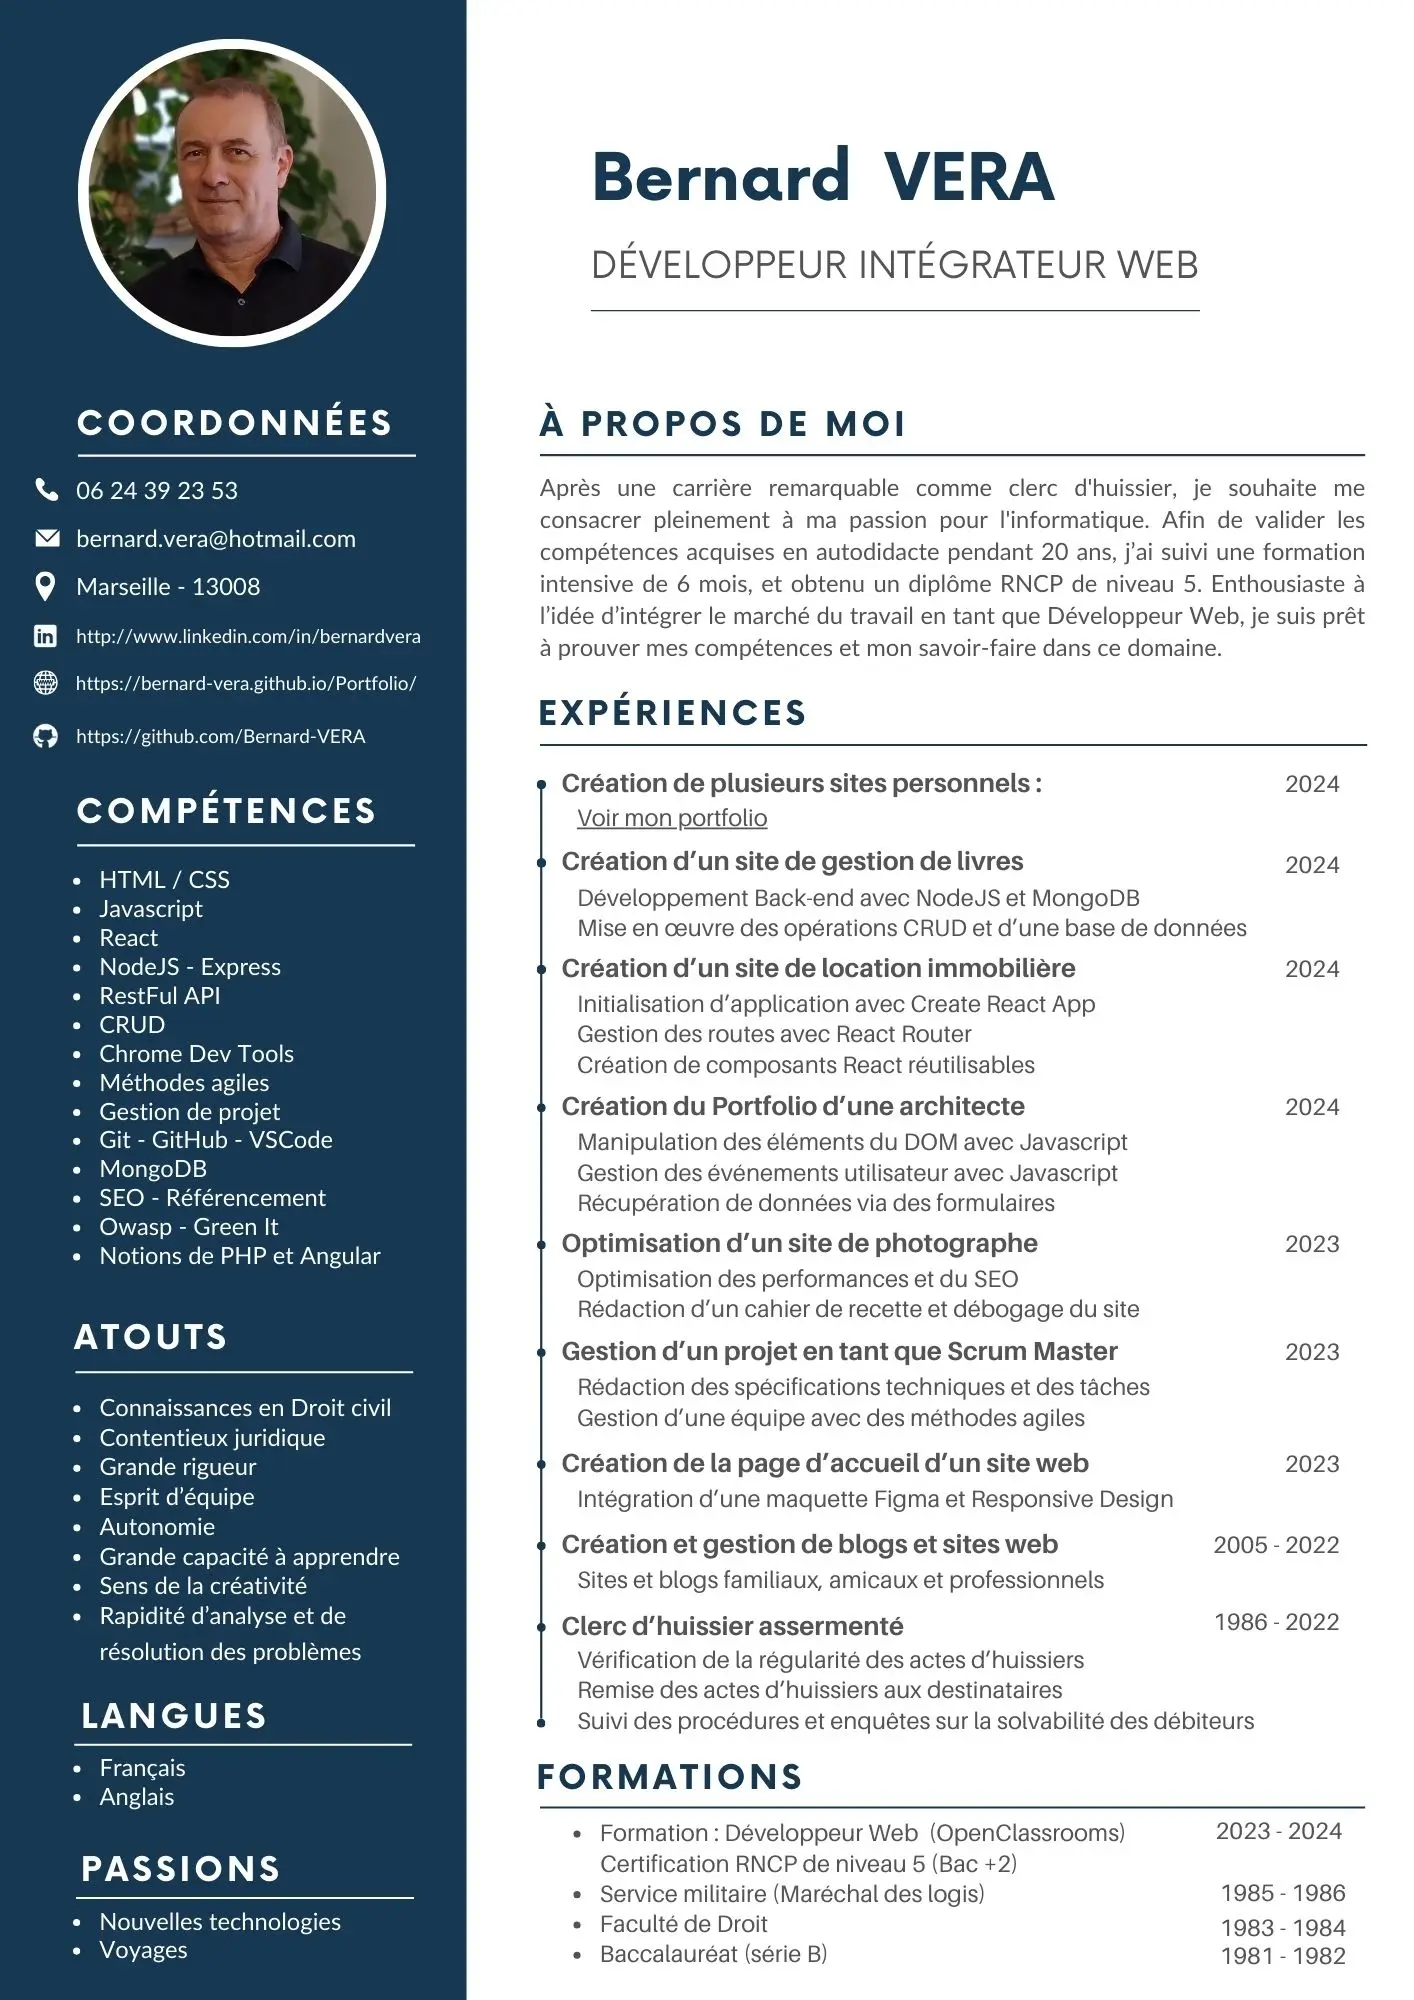 Bernard VERA
DÉVELOPPEUR INTÉGRATEUR WEB
COORDONNÉES
06 24 39 23 53
bernard.vera@hotmail.com
Marseille - 13008
in http://www.linkedin.com/in/bernardvera
https://bernard-vera.github.io/Portfolio/
https://github.com/Bernard-VERA
COMPÉTENCES
• HTML / CSS
• Javascript
• React
• NodeJS - Express
• RestFul API
• CRUD
• Chrome Dev Tools
• Méthodes agiles
• Gestion de projet
• Git - GitHub - VSCode
• MongoDB
• SEO - Référencement
• Owasp - Green It
• Notions de PHP et Angular
ATOUTS
• Connaissances en Droit civil
• Contentieux juridique
• Grande rigueur
• Esprit d’équipe
• Autonomie
• Grande capacité à apprendre
• Sens de la créativité
• Rapidité d’analyse et de
résolution des problèmes
LANGUES
• Français
• Anglais
PASSIONS
• Nouvelles technologies
• Voyages
À PROPOS DE MOI
Après une carrière remarquable comme clerc d'huissier, je souhaite me
consacrer pleinement à ma passion pour l'informatique. Afin de valider les
compétences acquises en autodidacte pendant 20 ans, j’ai suivi une formation
intensive de 6 mois, et obtenu un diplôme RNCP de niveau 5. Enthousiaste à
l’idée d’intégrer le marché du travail en tant que Développeur Web, je suis prêt
à prouver mes compétences et mon savoir-faire dans ce domaine.
EXPÉRIENCES
Création de plusieurs sites personnels : 2024
Voir mon portfolio
Création d’un site de gestion de livres 2024
Développement Back-end avec NodeJS et MongoDB
Mise en œuvre des opérations CRUD et d’une base de données
Création d’un site de location immobilière 2024
Initialisation d’application avec Create React App
Gestion des routes avec React Router
Création de composants React réutilisables
Création du Portfolio d’une architecte 2024
Manipulation des éléments du DOM avec Javascript
Gestion des événements utilisateur avec Javascript
Récupération de données via des formulaires
Optimisation d’un site de photographe 2023
Optimisation des performances et du SEO
Rédaction d’un cahier de recette et débogage du site
Gestion d’un projet en tant que Scrum Master 2023
Rédaction des spécifications techniques et des tâches
Gestion d’une équipe avec des méthodes agiles
Création de la page d’accueil d’un site web 2023
Intégration d’une maquette Figma et Responsive Design
Création et gestion de blogs et sites web 2005 - 2022
Sites et blogs familiaux, amicaux et professionnels
Clerc d’huissier assermenté 1986 - 2022
Vérification de la régularité des actes d’huissiers
Remise des actes d’huissiers aux destinataires
Suivi des procédures et enquêtes sur la solvabilité des débiteurs
FORMATIONS
• Formation : Développeur Web (OpenClassrooms) 2023 - 2024
Certification RNCP de niveau 5 (Bac +2)
• Service militaire (Maréchal des logis) 1985 - 1986
• Faculté de Droit 1983 - 1984
• Baccalauréat (série B) 1981 - 1982